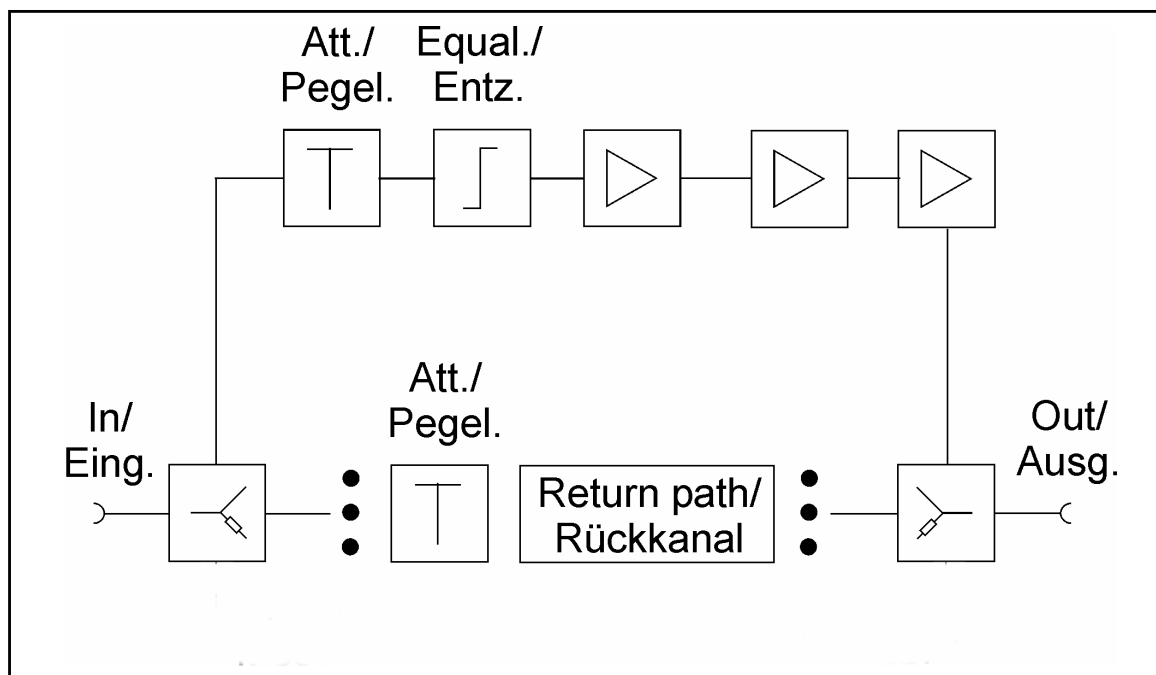 Att./
Pegel.
Equal./
Entz.
Att./
Pegel.
In/
Eing.
Return path/
Rückkanal
Out/
Ausg.